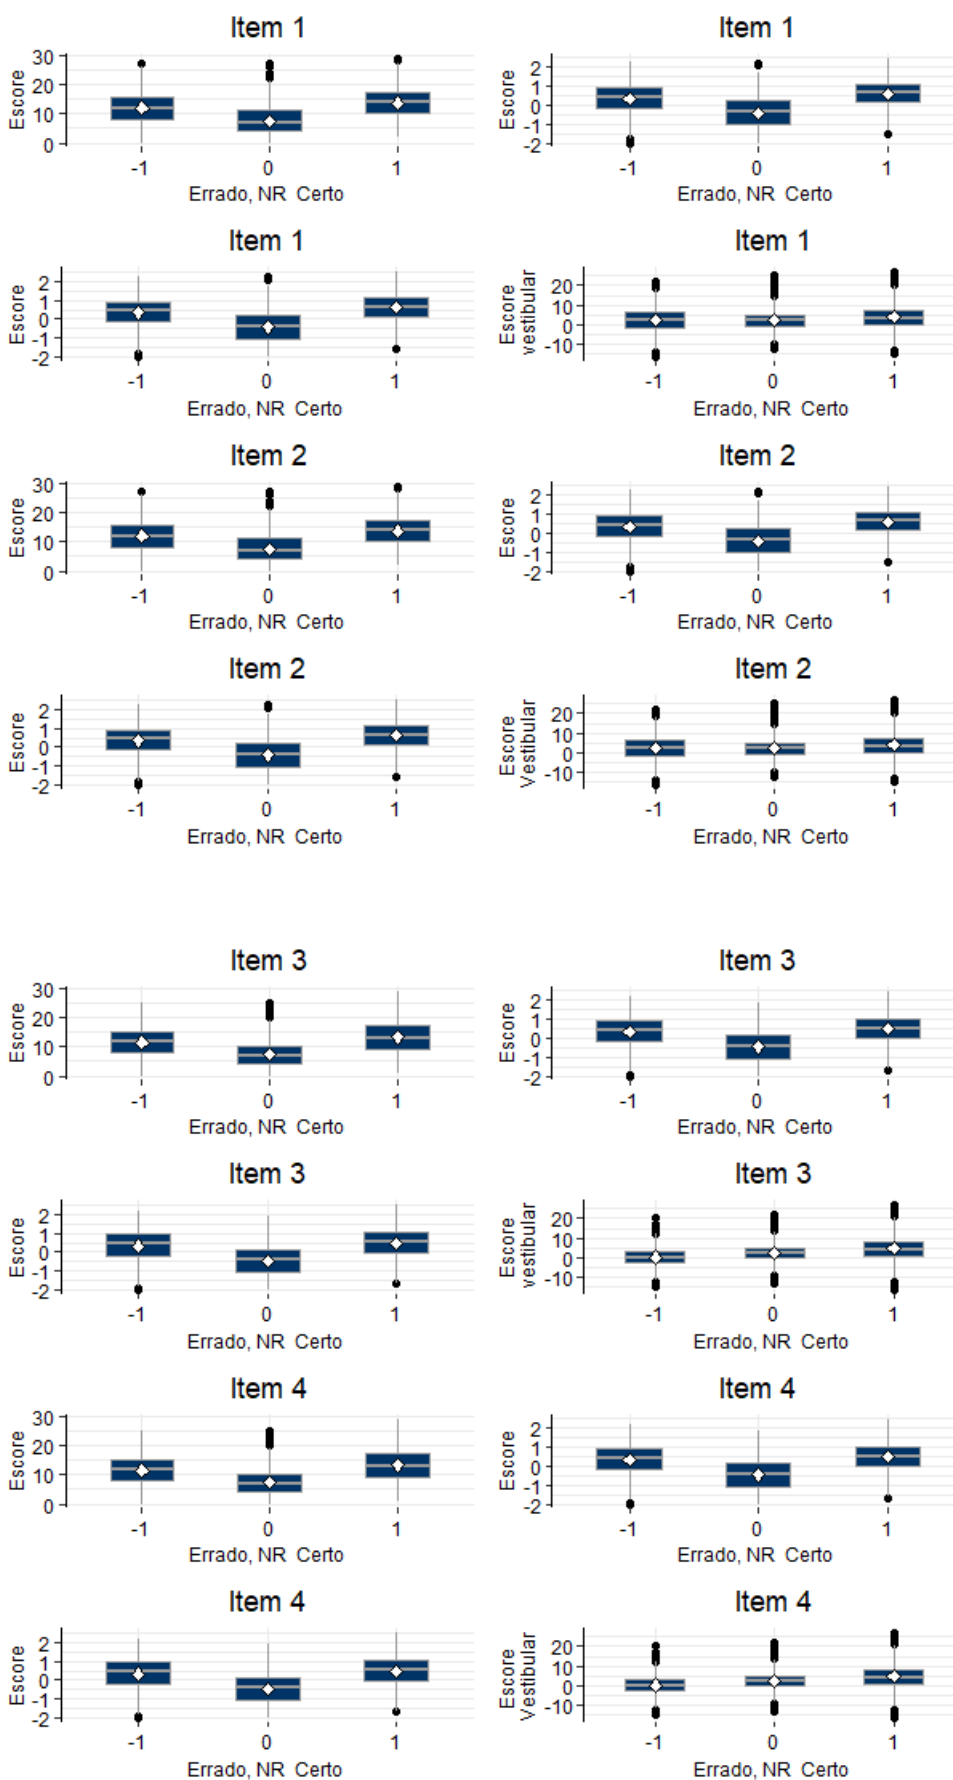 Item 1
Escore
30
20
10
0
-1 0 1
Errado, NR Certo
Item 1
Escore
2
1
0
-1
-2
-1 0 1
Errado, NR Certo
Item 1
Escore
2
1
0
-1
-2
-1 0 1
Errado, NR Certo
Item 1
Escore
vestibular
20
10
0
-10
-1 0 1
Errado, NR Certo
Item 2
Escore
30
20
10
0
-1 0 1
Errado, NR Certo
Item 2
Escore
2
1
0
-1
-2
-1 0 1
Errado, NR Certo
Item 2
Escore
2
1
0
-1
-2
-1 0 1
Errado, NR Certo
Item 2
Escore
Vestibular
20
10
0
-10
-1 0 1
Errado, NR Certo
Item 3
Escore
30
20
10
0
-1 0 1
Errado, NR Certo
Item 3
Escore
2
1
0
-1
-2
-1 0 1
Errado, NR Certo
Item 3
Escore
2
1
0
-1
-2
-1 0 1
Errado, NR Certo
Item 3
Escore
vestibular
20
10
0
-10
-1 0 1
Errado, NR Certo
Item 4
Escore
30
20
10
0
-1 0 1
Errado, NR Certo
Item 4
Escore
2
1
0
-1
-2
-1 0 1
Errado, NR Certo
Item 4
Escore
2
1
0
-1
-2
-1 0 1
Errado, NR Certo
Item 4
Escore
Vestibular
20
10
0
-10
-1 0 1
Errado, NR Certo